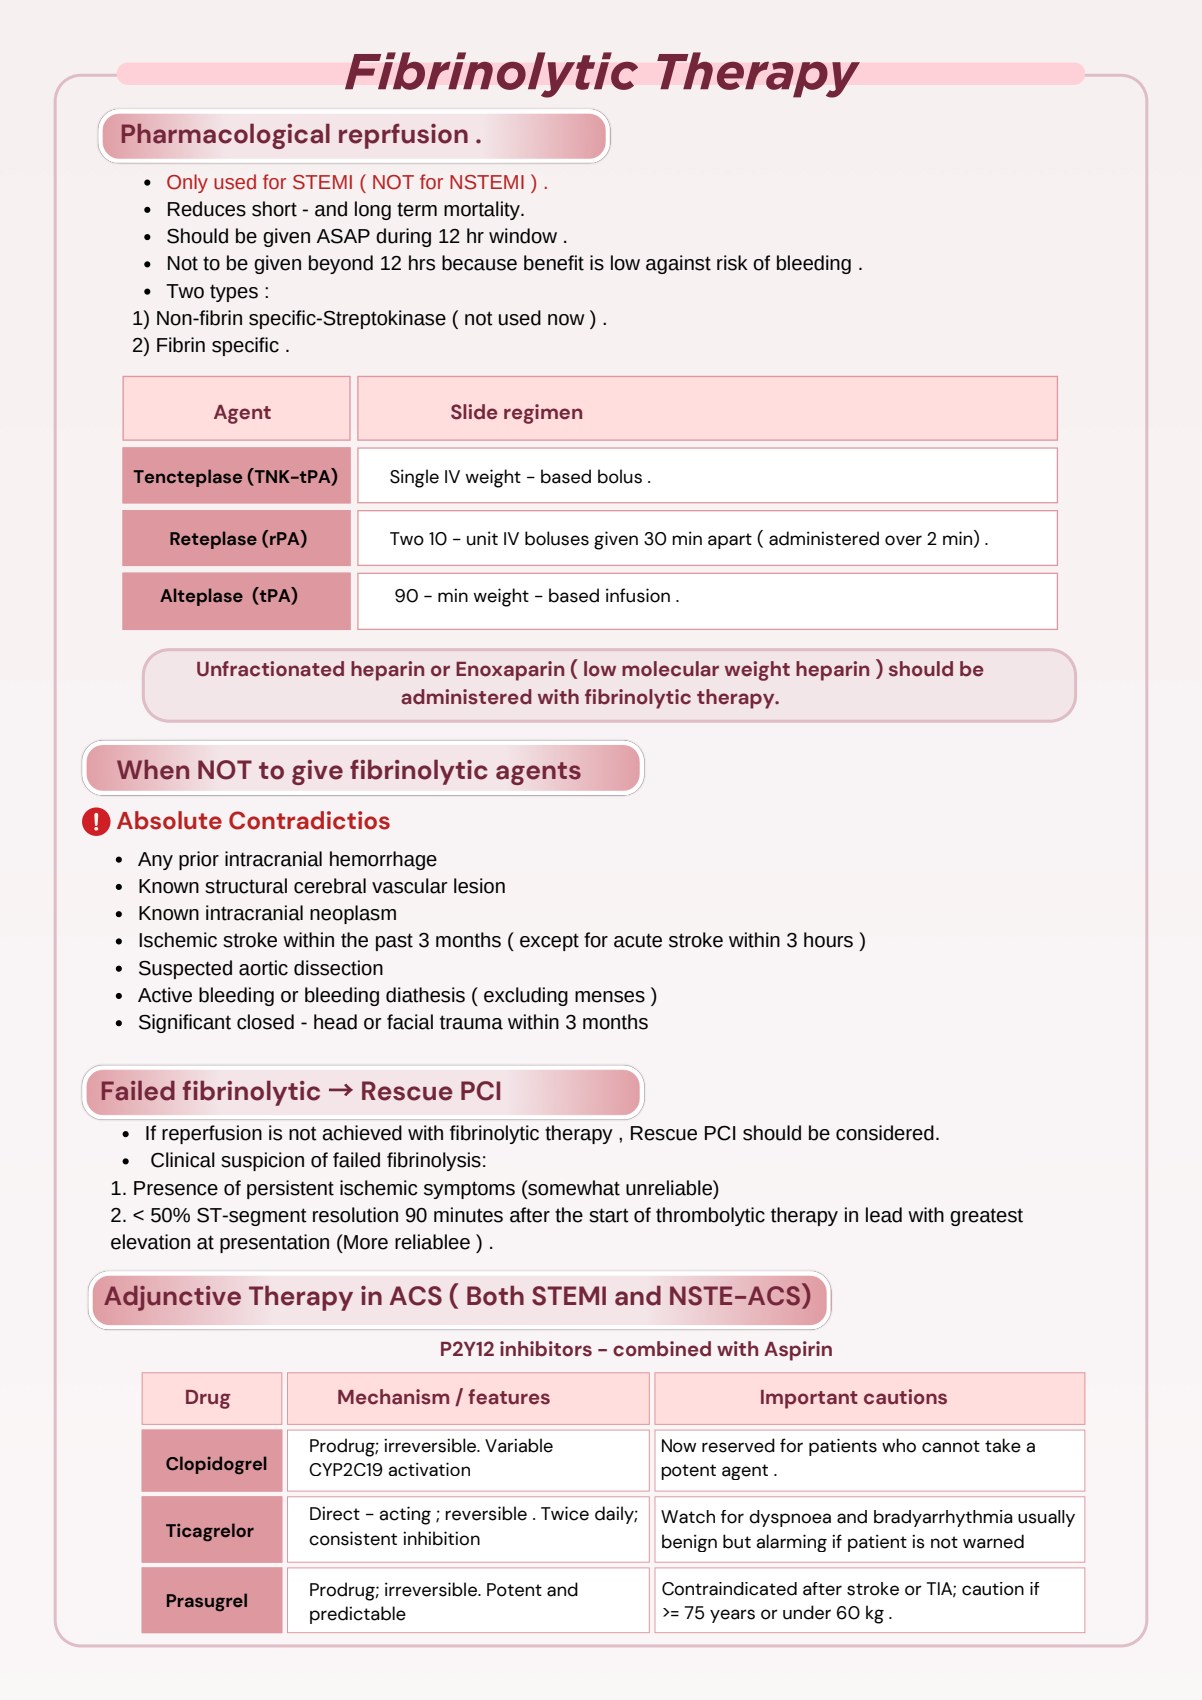 Fibrinolytic Therapy
Pharmacological reprfusion .
• Only used for STEMI ( NOT for NSTEMI ) .
• Reduces short - and long term mortality.
• Should be given ASAP during 12 hr window .
• Not to be given beyond 12 hrs because benefit is low against risk of bleeding .
• Two types :
1) Non-fibrin specific-Streptokinase ( not used now ) .
2) Fibrin specific .
Agent Slide regimen
Tencteplase (TNK-tPA) Single IV weight - based bolus .
Reteplase (rPA) Two 10 - unit IV boluses given 30 min apart ( administered over 2 min) .
Alteplase (tPA) 90 - min weight - based infusion .
Unfractionated heparin or Enoxaparin ( low molecular weight heparin ) should be
administered with fibrinolytic therapy.
When NOT to give fibrinolytic agents
! Absolute Contradictios
• Any prior intracranial hemorrhage
• Known structural cerebral vascular lesion
• Known intracranial neoplasm
• Ischemic stroke within the past 3 months ( except for acute stroke within 3 hours )
• Suspected aortic dissection
• Active bleeding or bleeding diathesis ( excluding menses )
• Significant closed - head or facial trauma within 3 months
Failed fibrinolytic → Rescue PCI
• If reperfusion is not achieved with fibrinolytic therapy , Rescue PCI should be considered.
• Clinical suspicion of failed fibrinolysis:
1. Presence of persistent ischemic symptoms (somewhat unreliable)
2. < 50% ST-segment resolution 90 minutes after the start of thrombolytic therapy in lead with greatest
elevation at presentation (More reliablee ) .
Adjunctive Therapy in ACS ( Both STEMI and NSTE-ACS)
P2Y12 inhibitors - combined with Aspirin
Drug Mechanism / features Important cautions
Clopidogrel
Prodrug; irreversible. Variable
CYP2C19 activation
Now reserved for patients who cannot take a
potent agent .
Ticagrelor
Direct - acting ; reversible . Twice daily;
consistent inhibition
Watch for dyspnoea and bradyarrhythmia usually
benign but alarming if patient is not warned
Prasugrel
Prodrug; irreversible. Potent and
predictable
Contraindicated after stroke or TIA; caution if
>= 75 years or under 60 kg .